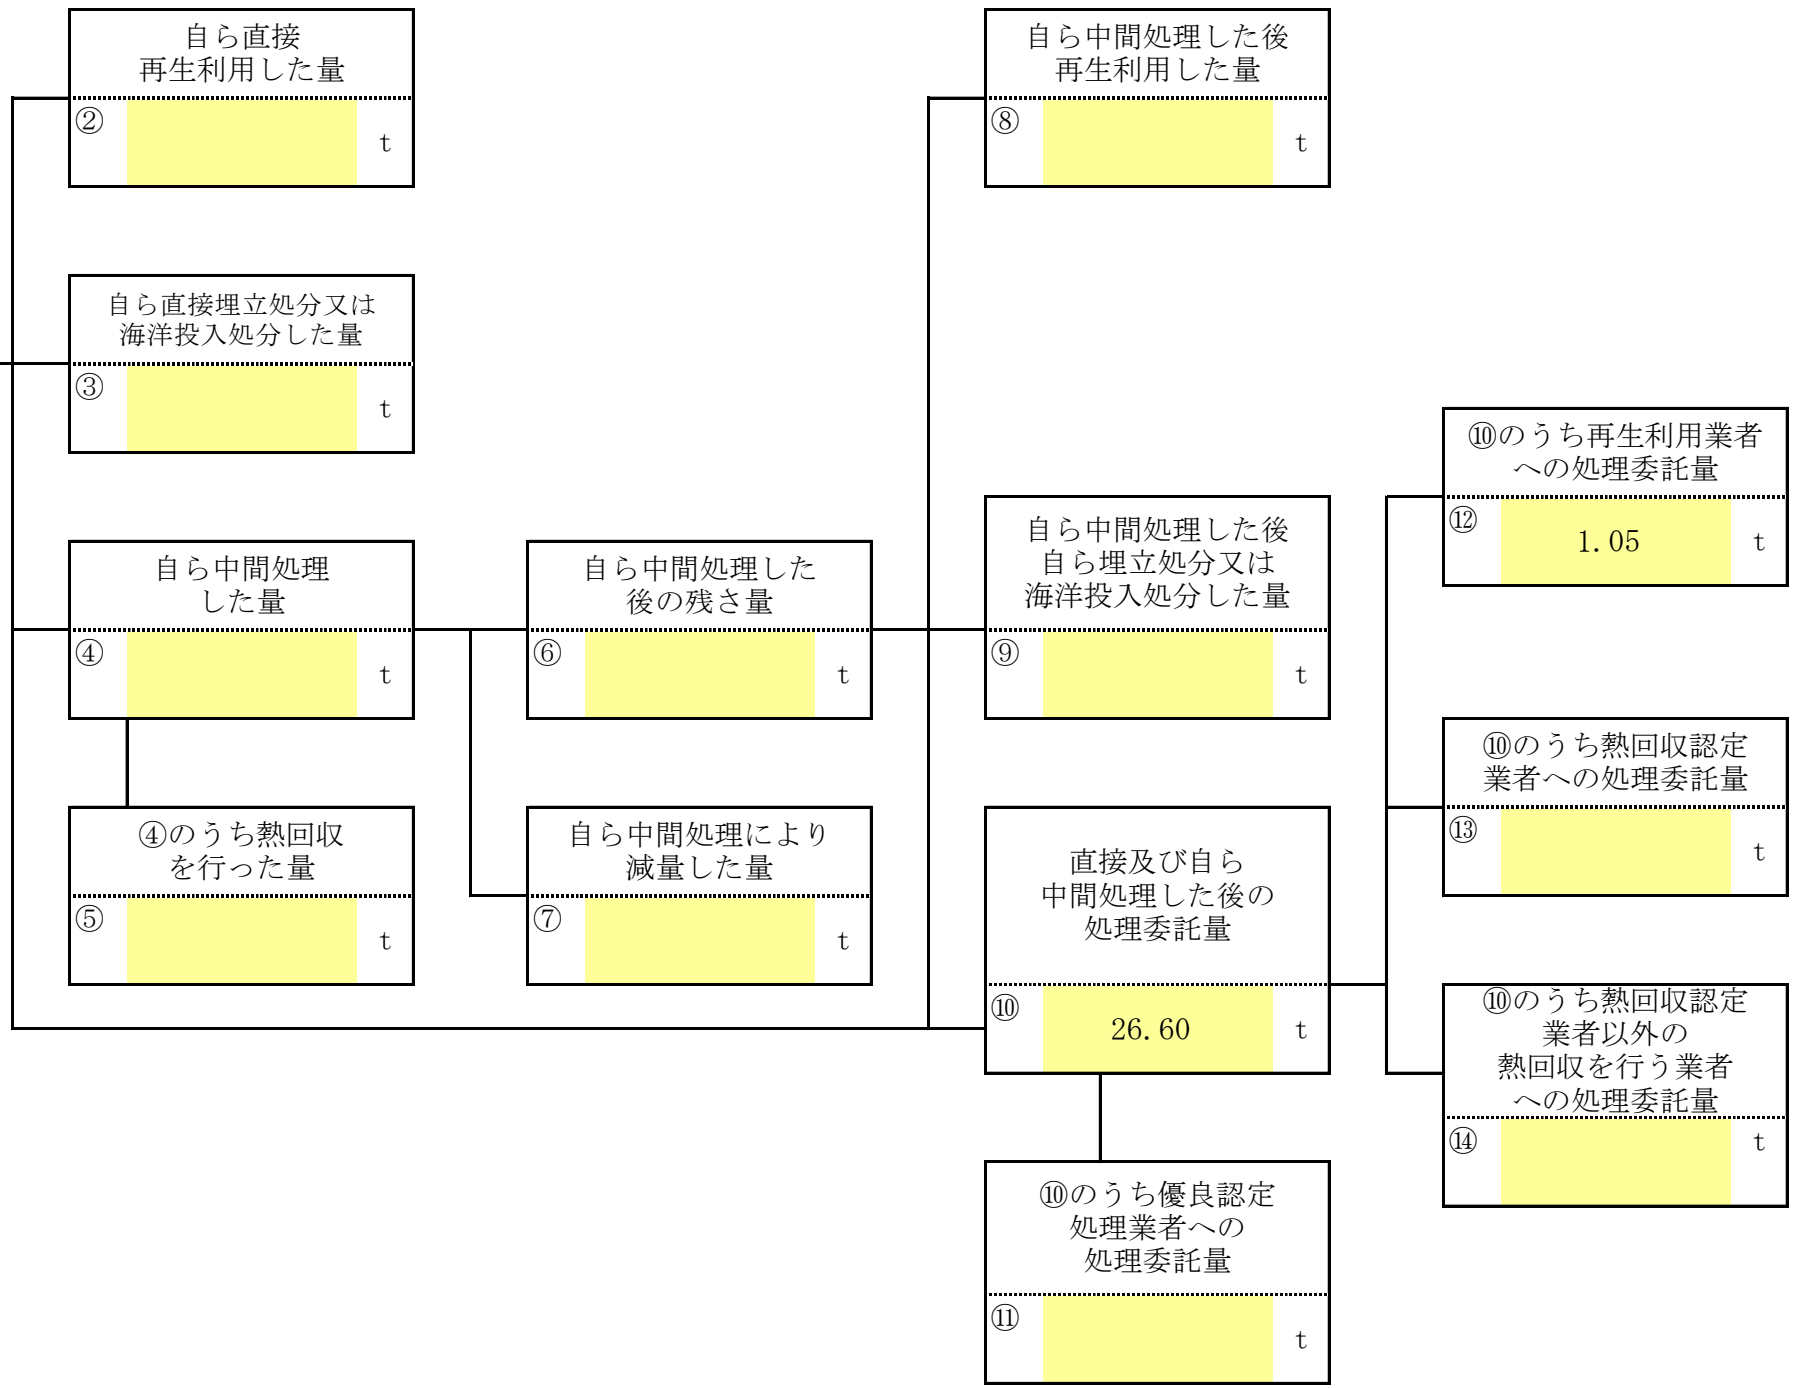 自ら直接
再生利用した量
②
t
自ら中間処理した後
再生利用した量
⑧
t
自ら直接埋立処分又は
海洋投入処分した量
③
t
⑩のうち再生利用業者
への処理委託量
⑫
1.05
t
自ら中間処理
した量
④
t
自ら中間処理した
後の残さ量
⑥
t
自ら中間処理した後
自ら埋立処分又は
海洋投入処分した量
⑨
t
⑩のうち熱回収認定
業者への処理委託量
⑬
t
④のうち熱回収
を行った量
⑤
t
自ら中間処理により
減量した量
⑦
t
直接及び自ら
中間処理した後の
処理委託量
⑩
26.60
t
⑩のうち熱回収認定
業者以外の
熱回収を行う業者
への処理委託量
⑭
t
⑩のうち優良認定
処理業者への
処理委託量
⑪
t